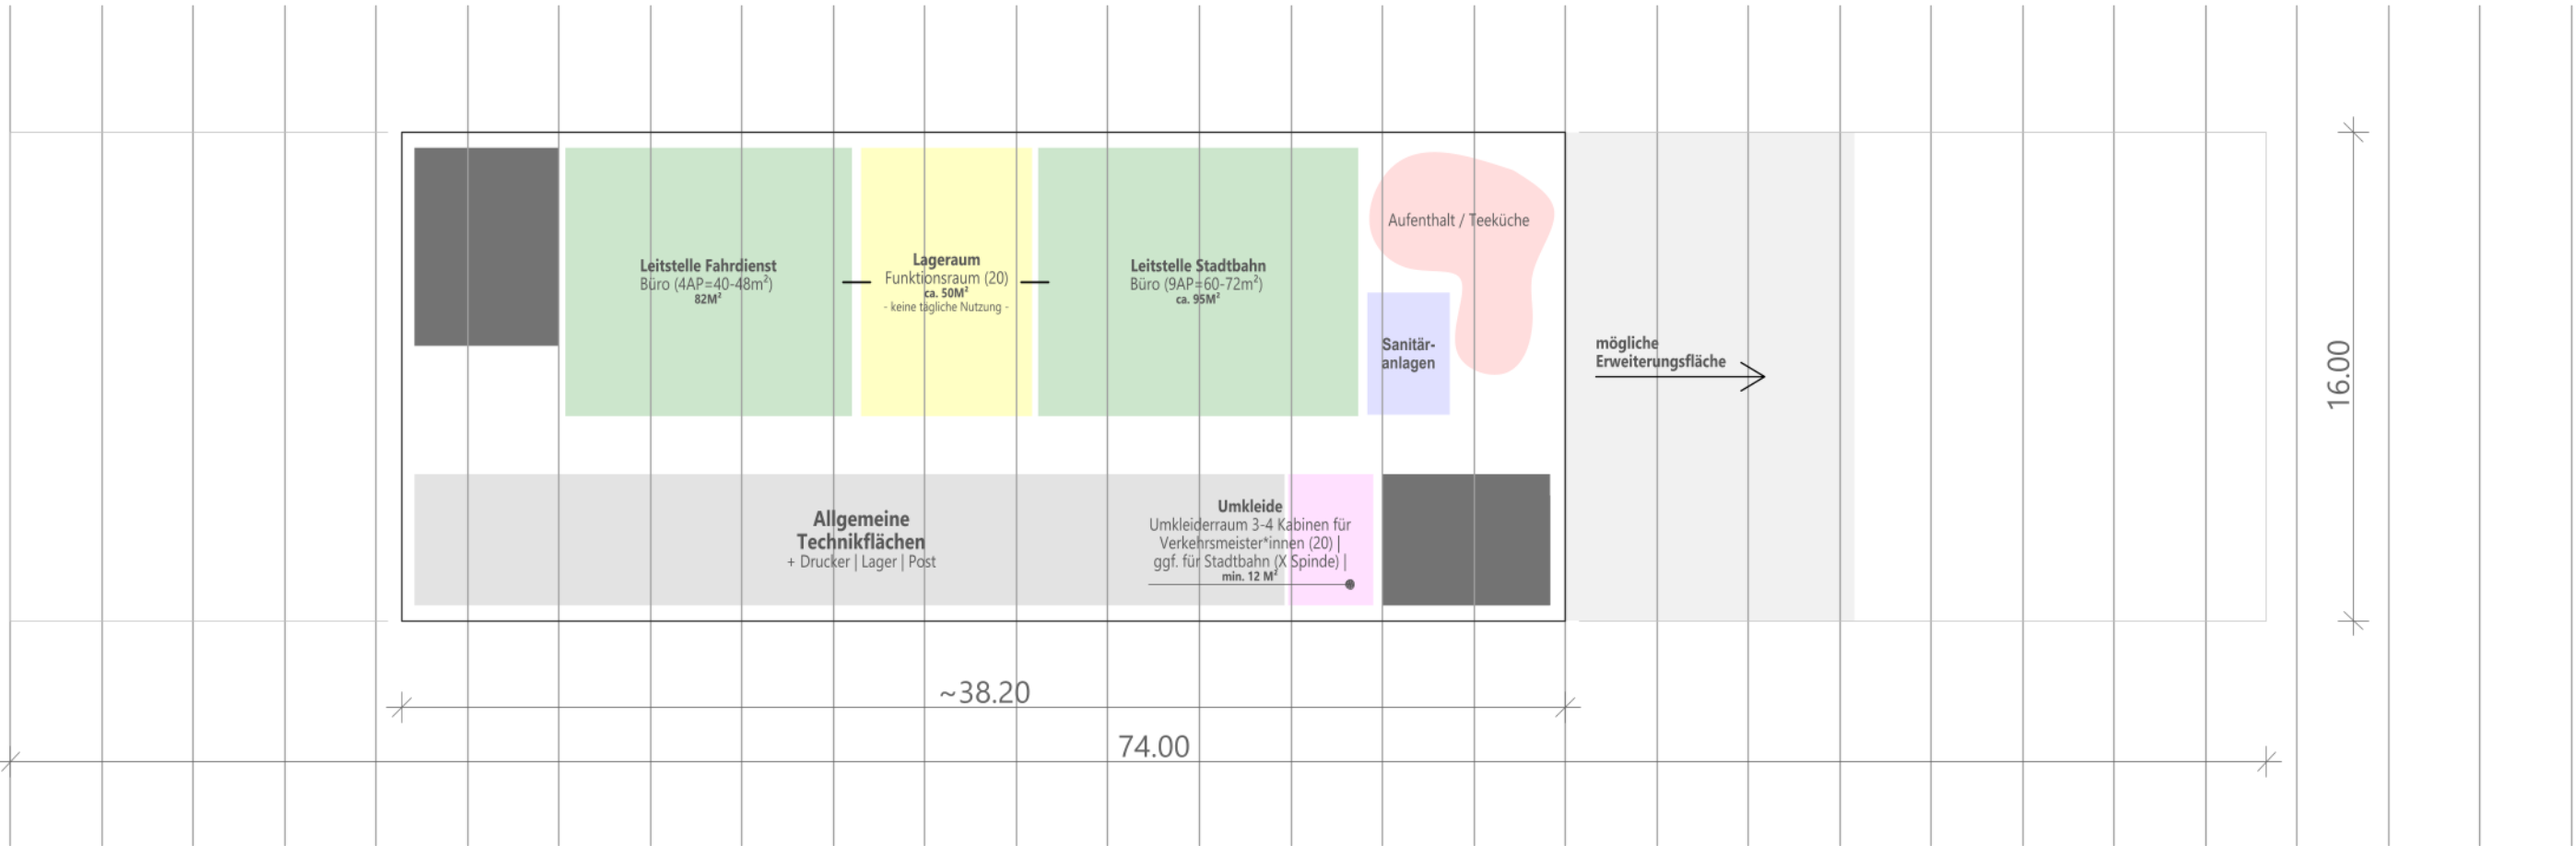 Leitstelle Fahrdienst
Büro (4AP=40-48m²)
82M²
Lageraum
Funktionsraum (20)
ca. 50M²
- keine tägliche Nutzung -
Leitstelle Stadtbahn
Büro (9AP=60-72m²)
ca. 95M²
Aufenthalt / Teeküche
Sanitär-
anlagen
mögliche
Erweiterungsfläche
16.00
Allgemeine
Technikflächen
+ Drucker | Lager | Post
Umkleide
Umkleiderraum 3-4 Kabinen für
Verkehrsmeister*innen (20) |
ggf. für Stadtbahn (X Spinde) |
min. 12 M²
~38.20
74.00